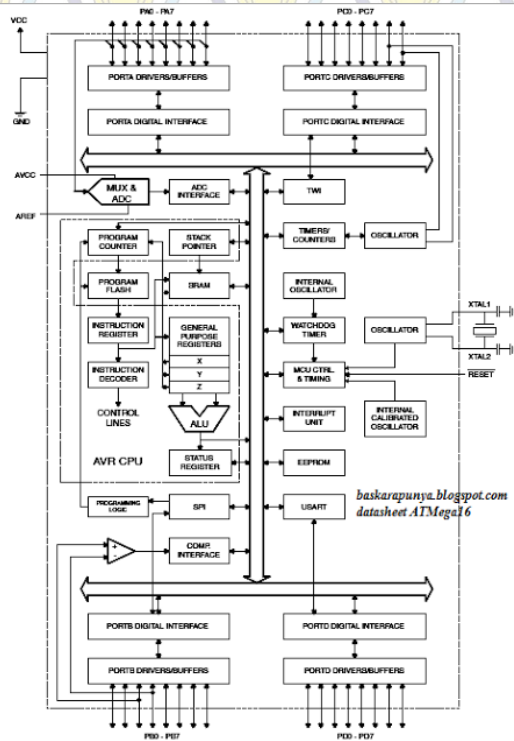 PA0 - PA7
PC0 - PC7
VCC
PORTA DRIVERS/BUFFERS
PORTC DRIVERS/BUFFERS
GND
PORTA DIGITAL INTERFACE
PORTC DIGITAL INTERFACE
AVCC
MUX &
ADC
ADC
INTERFACE
TWI
AREF
PROGRAM
COUNTER
STACK
POINTER
TIMERS/
COUNTERS
OSCILLATOR
PROGRAM
FLASH
SRAM
INTERNAL
OSCILLATOR
XTAL1
INSTRUCTION
REGISTER
GENERAL
PURPOSE
REGISTERS
WATCHDOG
TIMER
OSCILLATOR
XTAL2
X
Y
Z
INSTRUCTION
DECODER
MCU CTRL
& TIMING
RESET
CONTROL
LINES
ALU
INTERRUPT
UNIT
INTERNAL
CALIBRATED
OSCILLATOR
AVR CPU
STATUS
REGISTER
EEPROM
baskarapunya.blogspot.com
datasheet ATMega16
PROGRAMMING
LOGIC
SPI
USART
+
-
COMP.
INTERFACE
PORTB DIGITAL INTERFACE
PORTD DIGITAL INTERFACE
PORTB DRIVERS/BUFFERS
PORTD DRIVERS/BUFFERS
PB0 - PB7
PD0 - PD7